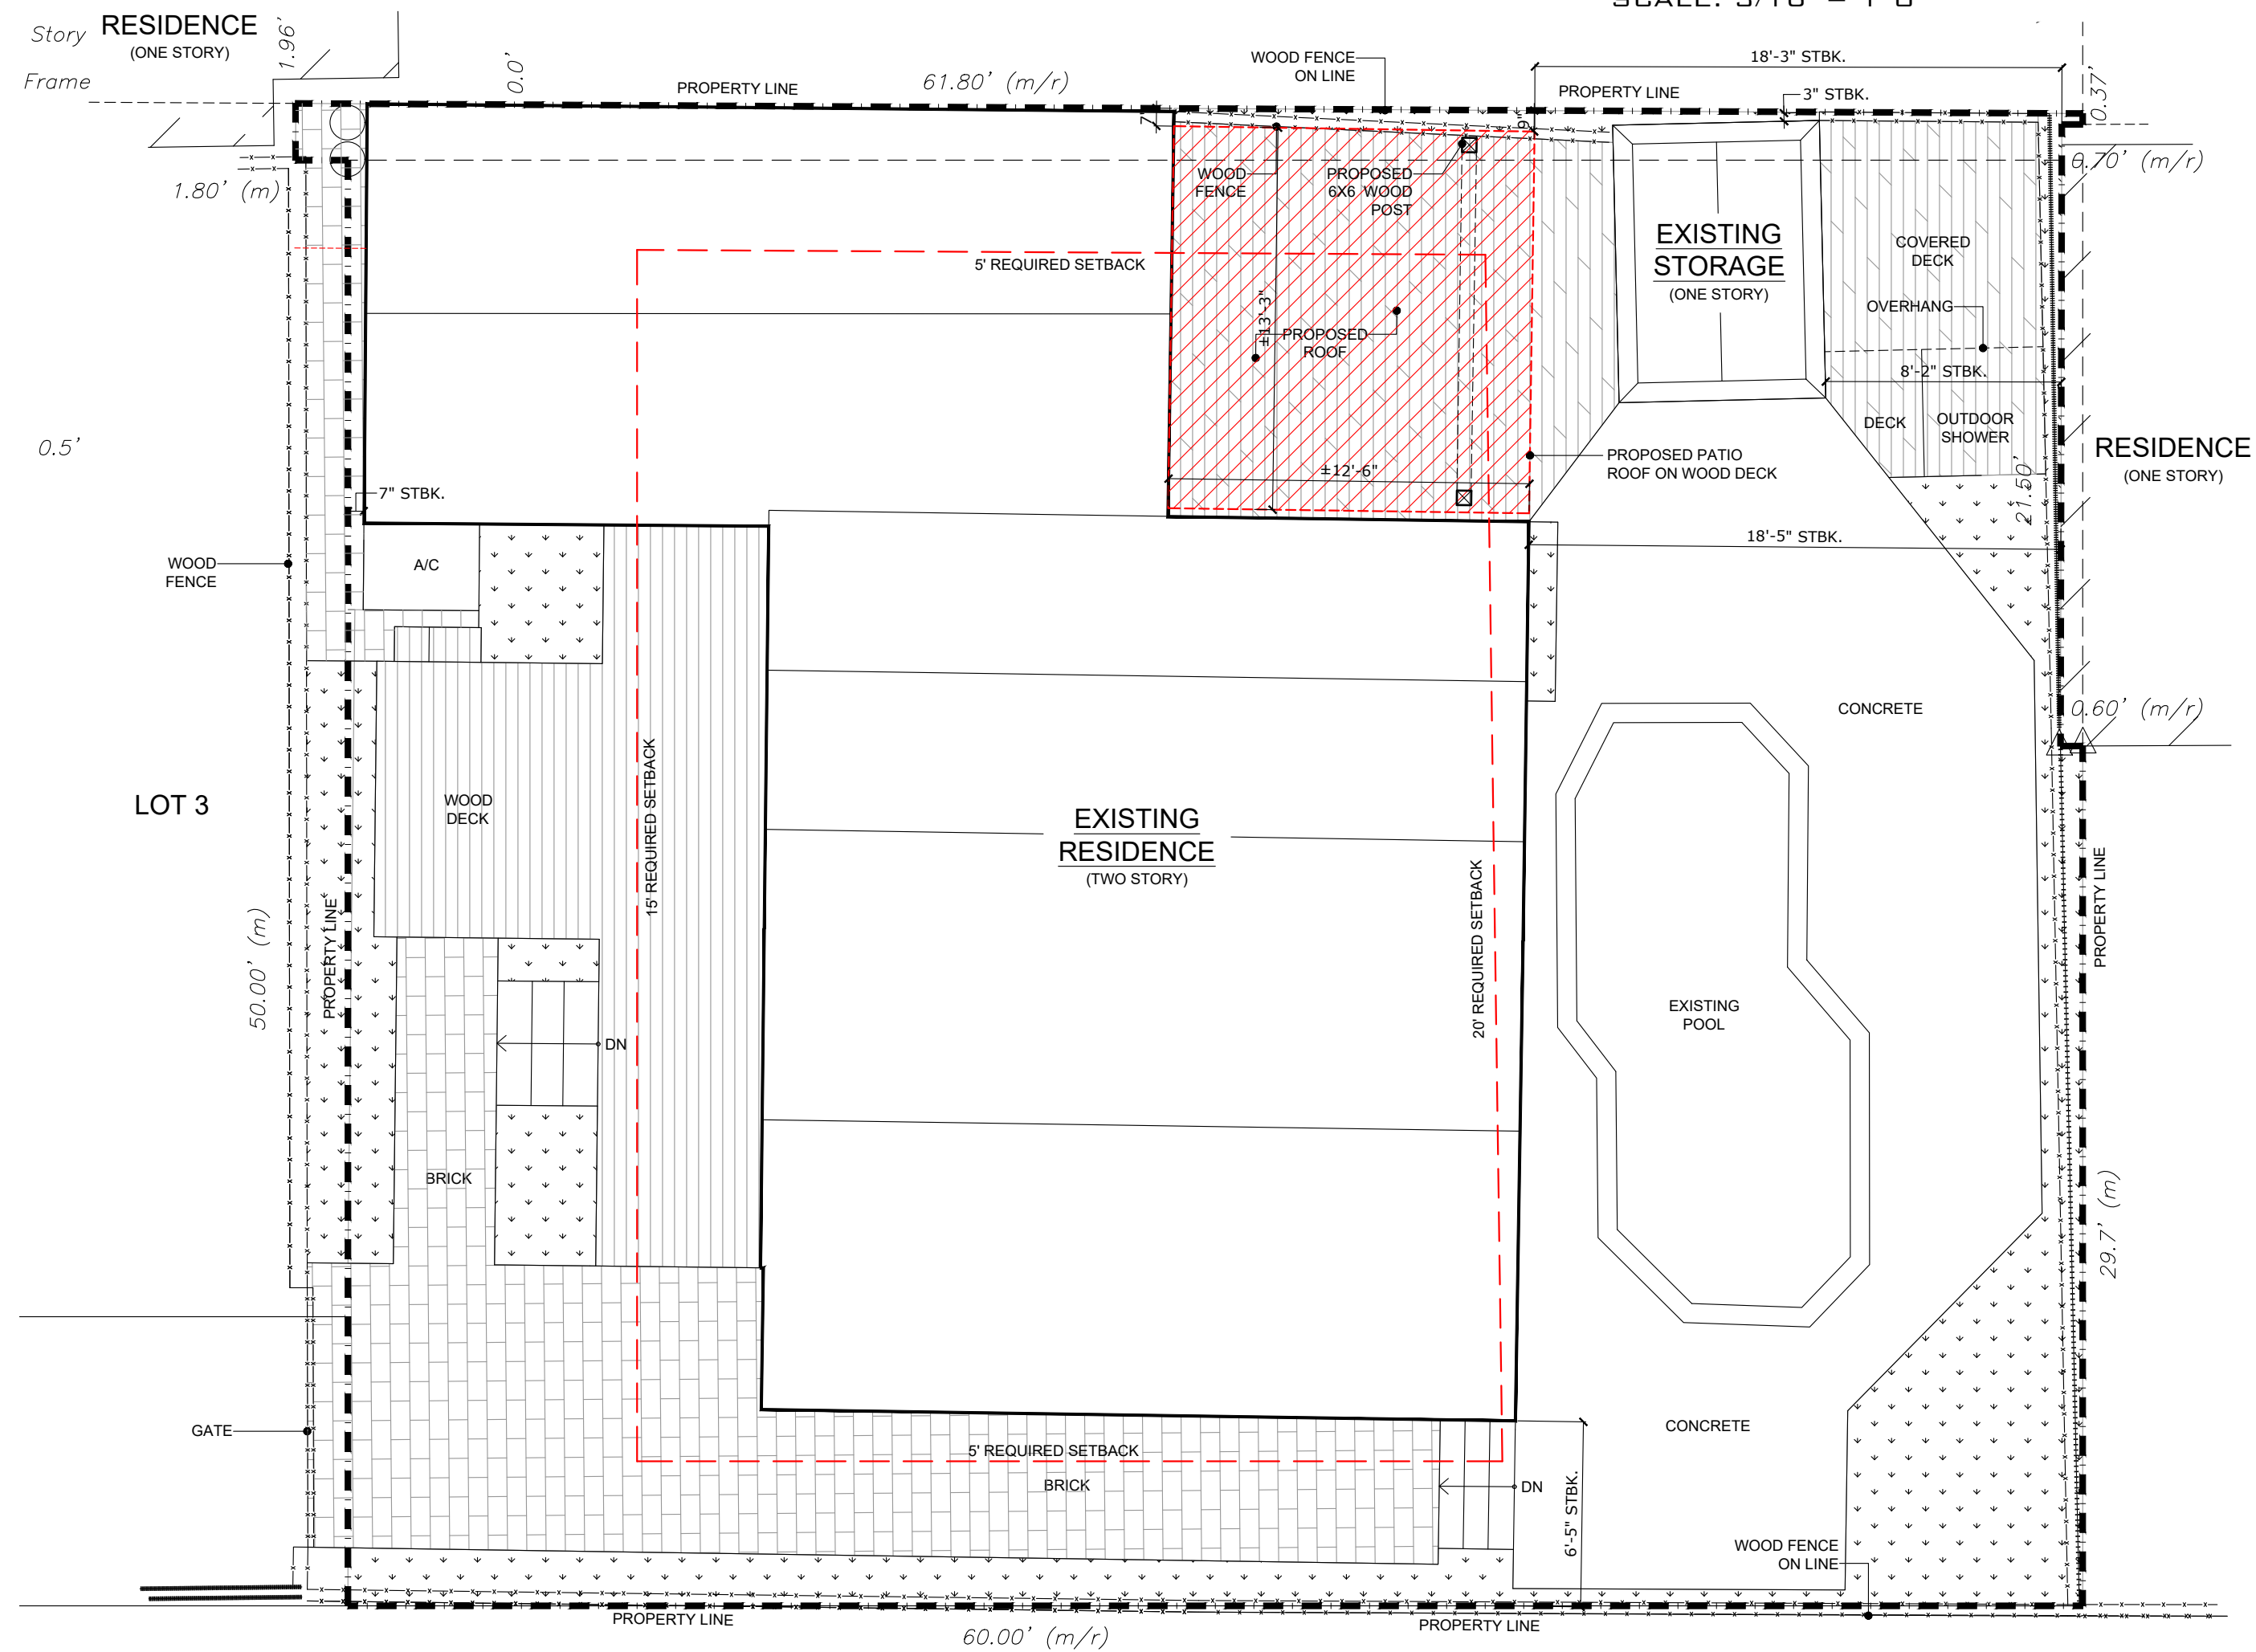 Story
RESIDENCE
(ONE STORY)
Frame
1.96'
0.0'
PROPERTY LINE
61.80' (m/r)
WOOD FENCE
ON LINE
18'-3" STBK.
PROPERTY LINE
3" STBK.
0.37'
9"
1.80' (m)
WOOD
FENCE
PROPOSED
6X6 WOOD
POST
0.70' (m/r)
EXISTING
STORAGE
(ONE STORY)
COVERED
DECK
5' REQUIRED SETBACK
OVERHANG
±13'-3"
PROPOSED
ROOF
8'-2" STBK.
DECK
OUTDOOR
SHOWER
0.5'
RESIDENCE
(ONE STORY)
±12'-6"
PROPOSED PATIO
ROOF ON WOOD DECK
7" STBK.
21.50'
18'-5" STBK.
WOOD
FENCE
A/C
0.60' (m/r)
CONCRETE
LOT 3
WOOD
DECK
15' REQUIRED SETBACK
EXISTING
RESIDENCE
(TWO STORY)
20' REQUIRED SETBACK
PROPERTY LINE
PROPERTY LINE
50.00' (m)
EXISTING
POOL
DN
BRICK
29.7' (m)
GATE
CONCRETE
5' REQUIRED SETBACK
BRICK
DN
6'-5" STBK.
WOOD FENCE
ON LINE
PROPERTY LINE
PROPERTY LINE
60.00' (m/r)